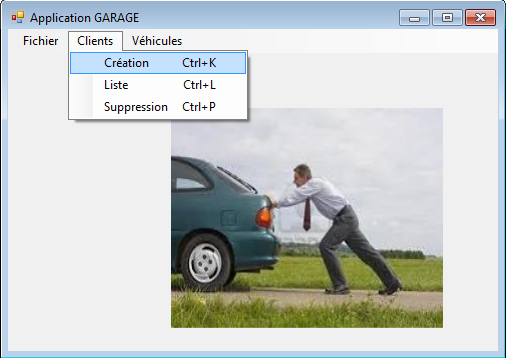 Application GARAGE
Fichier Clients Véhicules
Création Ctrl+K
Liste Ctrl+L
Suppression Ctrl+P